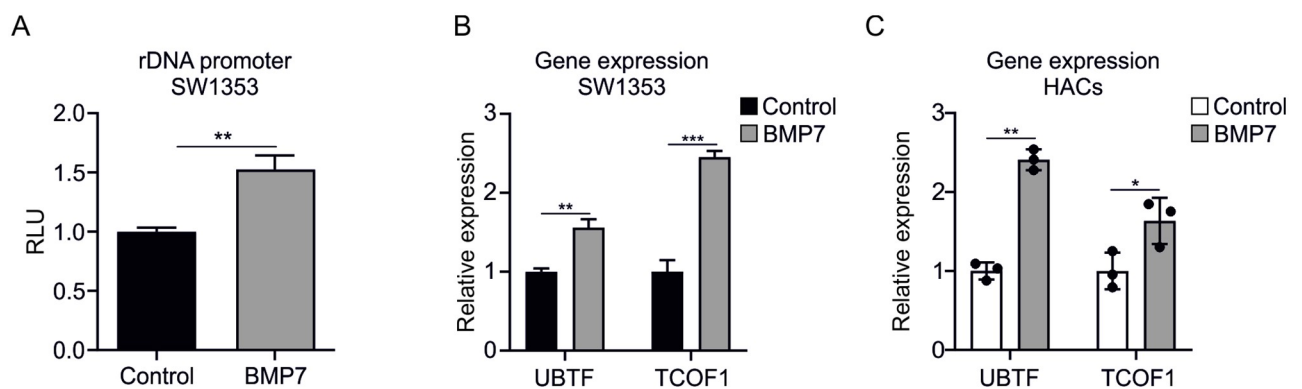 A
rDNA promoter
SW1353
RLU
2.0
1.5
1.0
0.5
0.0
**
Control
BMP7
B
Gene expression
SW1353
Relative expression
3
2
1
0
**
***
Control
BMP7
UBTF
TCOF1
C
Gene expression
HACs
Relative expression
3
2
1
0
**
*
Control
BMP7
UBTF
TCOF1